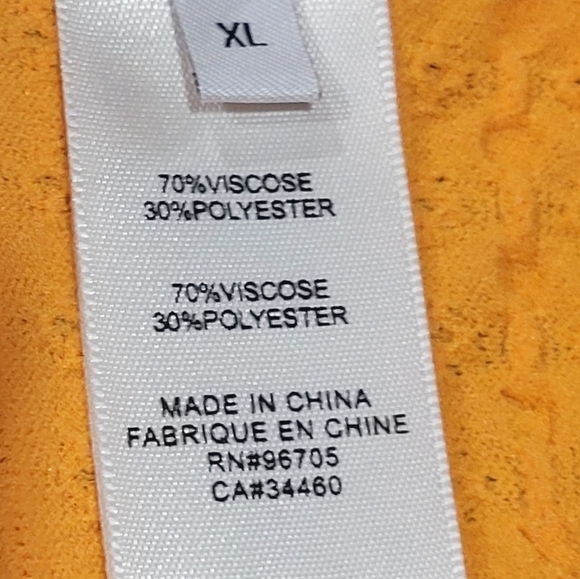 XL
70%VISCOSE
30%POLYESTER
70%VISCOSE
30%POLYESTER
MADE IN CHINA
FABRIQUE EN CHINE
RN#96705
CA#34460